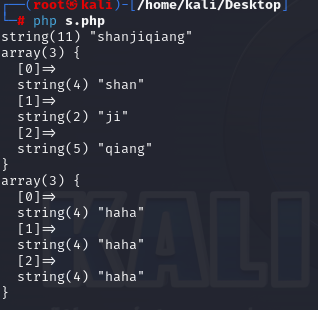 ┌──(root㉿kali)-[/home/kali/Desktop]
└─# php s.php
string(11) "shanjiqiang"
array(3) {
  [0]=>
  string(4) "shan"
  [1]=>
  string(2) "ji"
  [2]=>
  string(5) "qiang"
}
array(3) {
  [0]=>
  string(4) "haha"
  [1]=>
  string(4) "haha"
  [2]=>
  string(4) "haha"
}
KALI